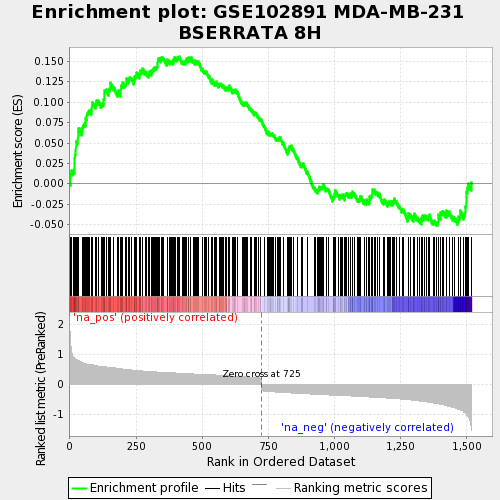 Enrichment plot: GSE102891 MDA-MB-231
BSERRATA 8H
Enrichment score (ES)
0.150
0.125
0.100
0.075
0.050
0.025
0.000
-0.025
-0.050
'na_pos' (positively correlated)
Ranked list metric (PreRanked)
2
1
0
-1
Zero cross at 725
'na_neg' (negatively correlated)
0
250
500
750
1,000
1,250
1,500
Rank in Ordered Dataset
Enrichment profile
Hits
Ranking metric scores